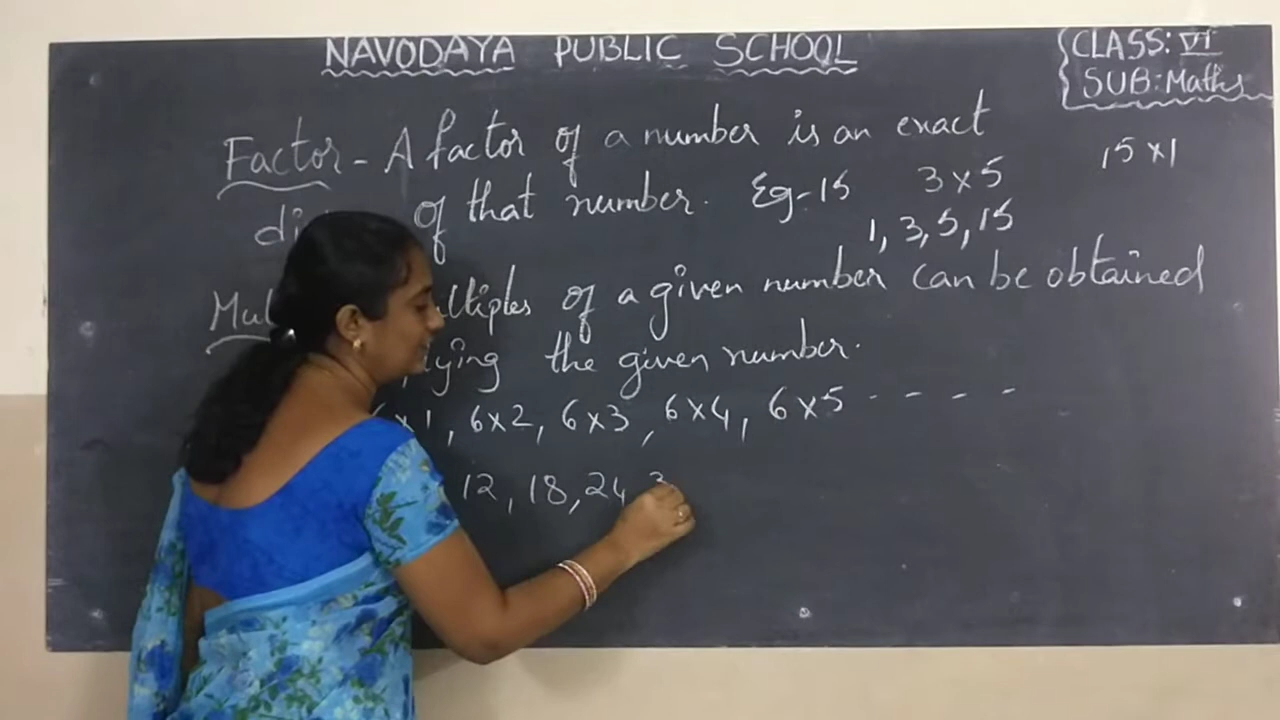 NAVODAYA PUBLIC SCHOOL
CLASS: VI
SUB: Maths
Factor - A factor of a number is an exact
of that number. Eg - 15 3 x 5
15 x 1
1, 3, 5, 15
of a given number can be obtained
the given number.
6 x 2, 6 x 3, 6 x 4, 6 x 5 - - - -
12, 18, 24